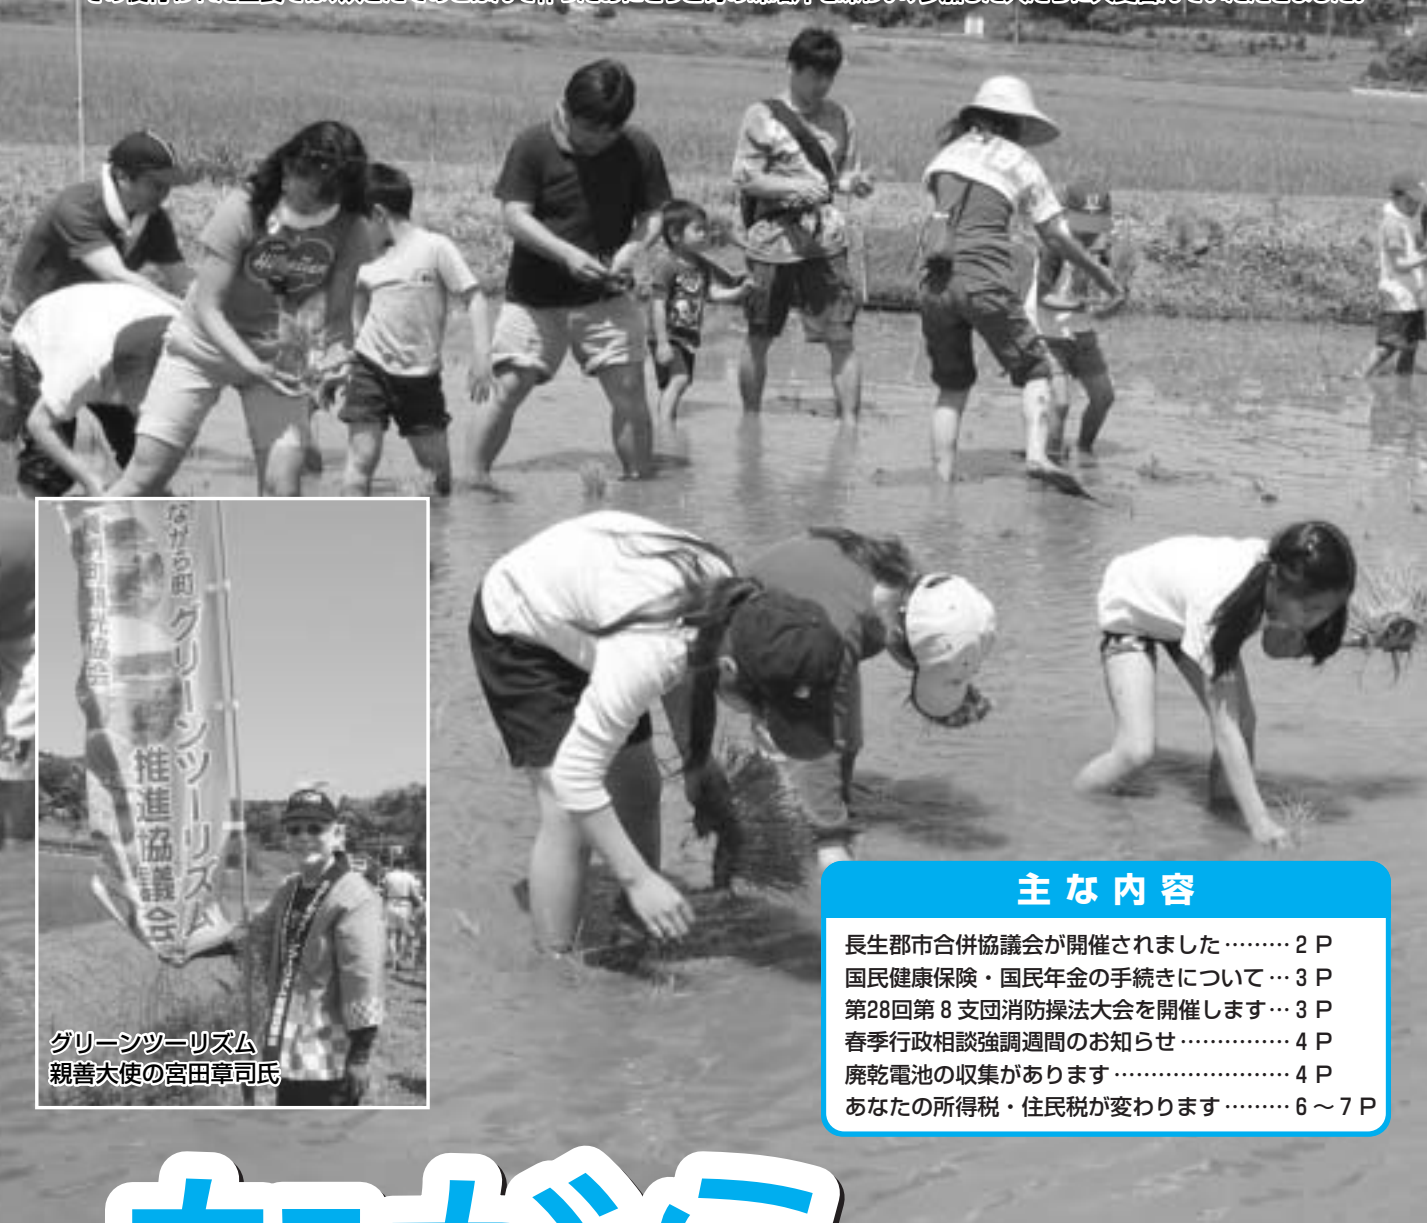 ながら町グリーンツーリズム
推進協議会
グリーンツーリズム
親善大使の宮田章司氏
主な内容
長生郡市合併協議会が開催されました………2 P
国民健康保険・国民年金の手続きについて…3 P
第28回第8支団消防操法大会を開催します…3 P
春季行政相談強調週間のお知らせ……………4 P
廃乾電池の収集があります……………………4 P
あなたの所得税・住民税が変わります………6～7 P